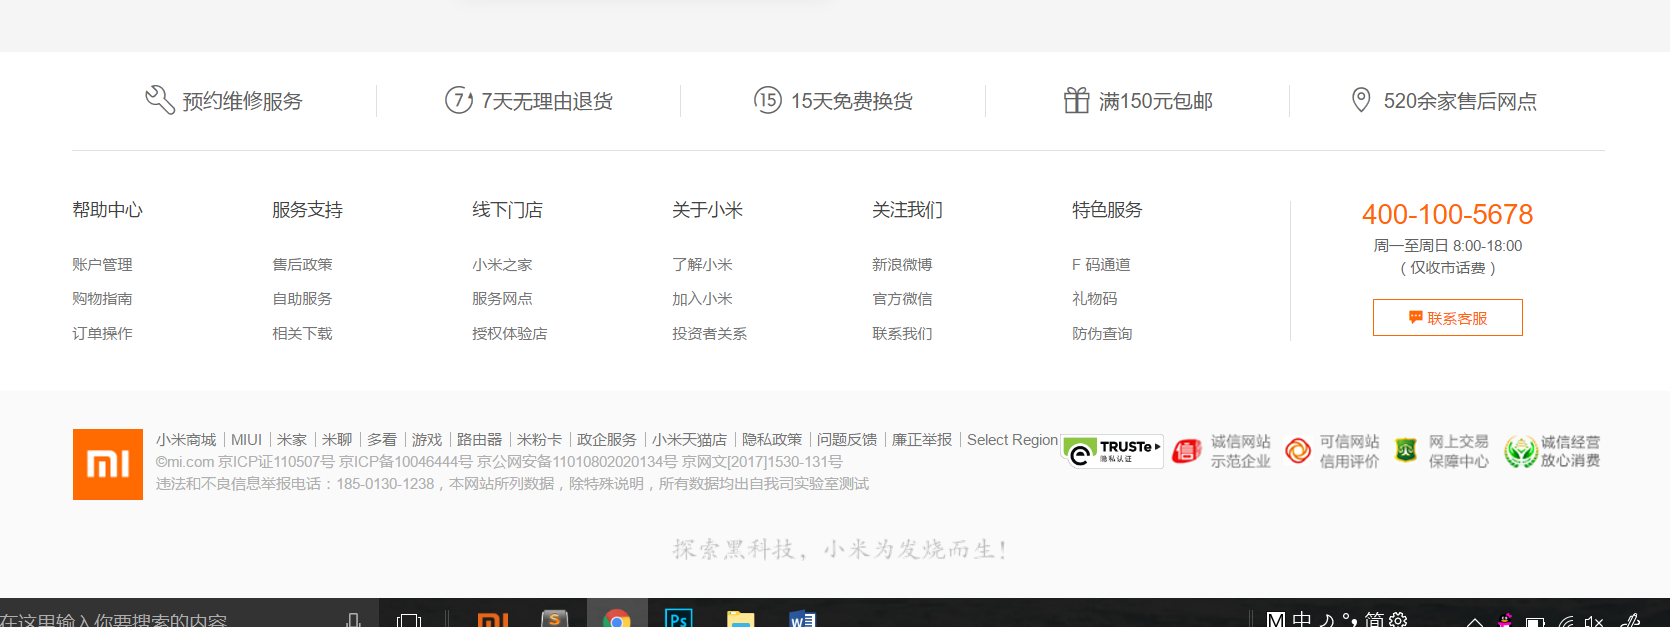 预约维修服务
7 7天无理由退货
15 15天免费换货
满150元包邮
520余家售后网点
帮助中心
账户管理
购物指南
订单操作
服务支持
售后政策
自助服务
相关下载
线下门店
小米之家
服务网点
授权体验店
关于小米
了解小米
加入小米
投资者关系
关注我们
新浪微博
官方微信
联系我们
特色服务
F 码通道
礼物码
防伪查询
400-100-5678
周一至周日 8:00-18:00
（仅收市话费）
联系客服
mi
小米商城|MIUI|米家|米聊|多看|游戏|路由器|米粉卡|政企服务|小米天猫店|隐私政策|问题反馈|廉正举报|Select Region
©mi.com 京ICP证110507号 京ICP备10046444号 京公网安备11010802020134号 京网文[2017]1530-131号
违法和不良信息举报电话：185-0130-1238，本网站所列数据，除特殊说明，所有数据均出自我司实验室测试
TRUSTe
隐私认证
信
诚信网站
示范企业
可信网站
信用评价
网上交易
保障中心
诚信经营
放心消费
探索黑科技，小米为发烧而生！
在这里输入你要搜索的内容
mi
S
Ps
W
M 中 简